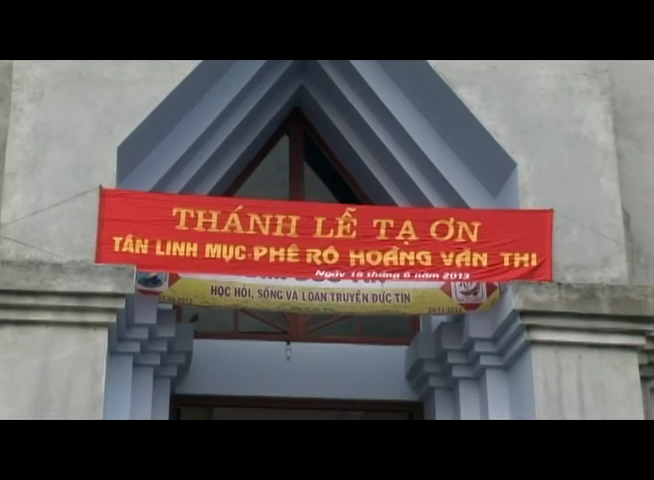 THÁNH LỄ TẠ ƠN
TÂN LINH MỤC PHÊ RÔ HOÀNG VĂN THI
Ngày 18 tháng 6 năm 2013
HỌC HỎI, SỐNG VÀ LOAN TRUYỀN ĐỨC TIN